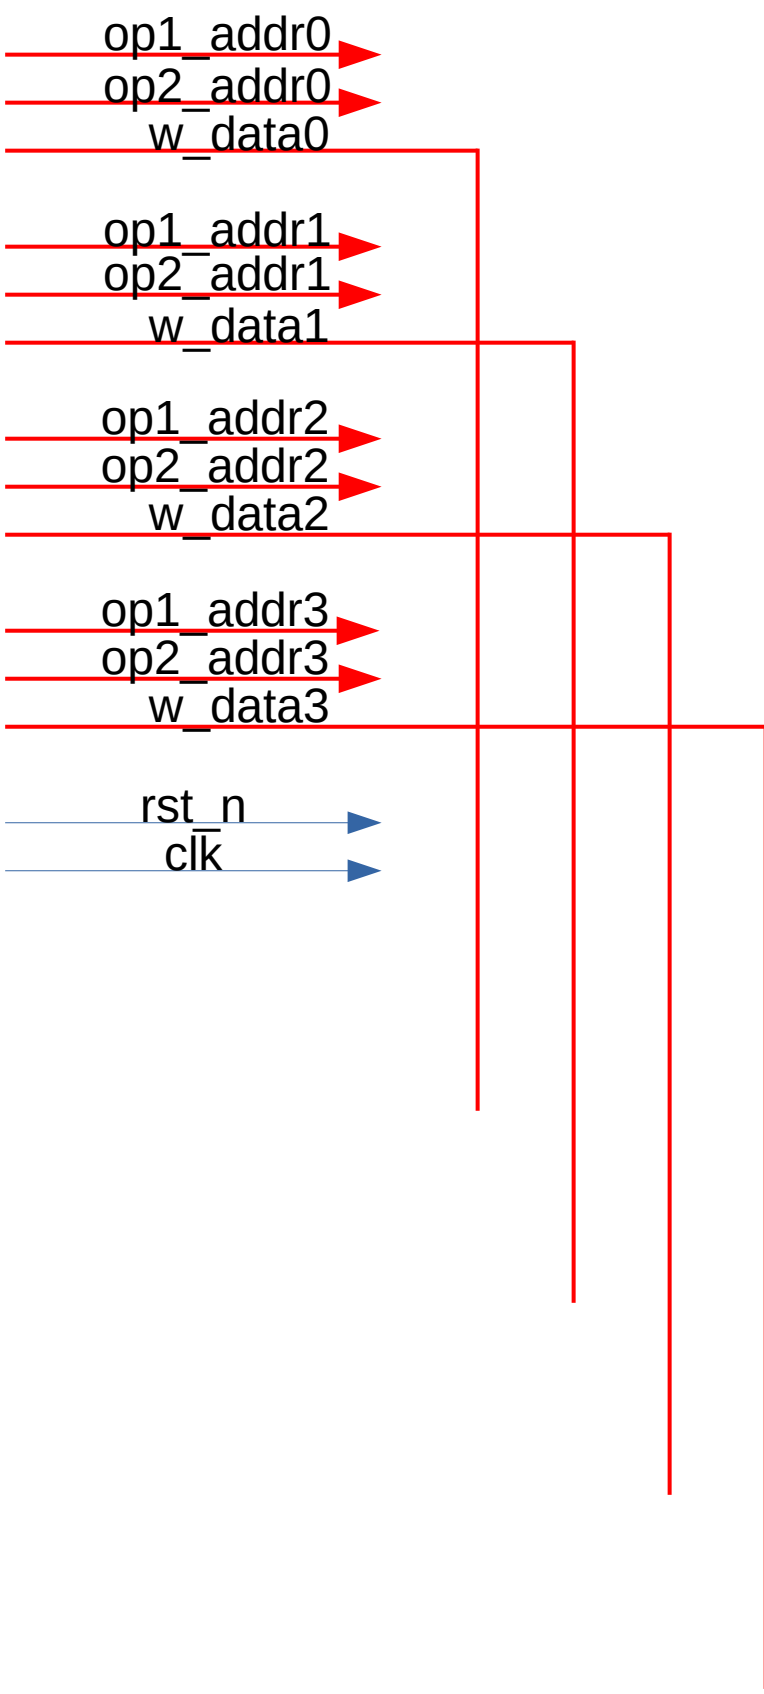 op1_addr0
op2_addr0
w_data0
op1_addr1
op2_addr1
w_data1
op1_addr2
op2_addr2
w_data2
op1_addr3
op2_addr3
w_data3
rst_n
clk